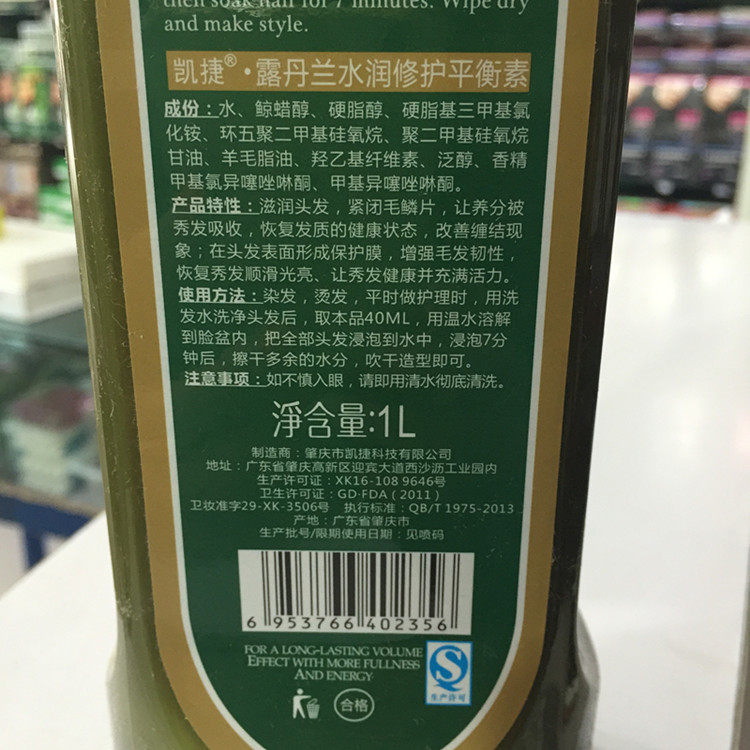 then soak hair for 7 minutes. Wipe dry
and make style.
凯捷®·露丹兰水润修护平衡素
成份：水、鲸蜡醇、硬脂醇、硬脂基三甲基氯
化铵、环五聚二甲基硅氧烷、聚二甲基硅氧烷
甘油、羊毛脂油、羟乙基纤维素、泛醇、香精
甲基氯异噻唑啉酮、甲基异噻唑啉酮。
产品特性：滋润头发，紧闭毛鳞片，让养分被
秀发吸收，恢复发质的健康状态，改善缠结现
象；在头发表面形成保护膜，增强毛发韧性，
恢复秀发顺滑光亮、让秀发健康并充满活力。
使用方法：染发，烫发，平时做护理时，用洗
发水洗净头发后，取本品40ML，用温水溶解
到脸盆内，把全部头发浸泡到水中，浸泡7分
钟后，擦干多余的水分，吹干造型即可。
注意事项：如不慎入眼，请即用清水彻底清洗。
淨含量:1L
制造商：肇庆市凯捷科技有限公司
地址：广东省肇庆高新区迎宾大道西沙沥工业园内
生产许可证：XK16-108 9646号
卫生许可证：GD·FDA（2011）
卫妆准字29-XK-3506号 执行标准：QB/T 1975-2013
产地：广东省肇庆市
生产批号/限期使用日期：见喷码
6 953766 402356
FOR A LONG-LASTING VOLUME
EFFECT WITH MORE FULLNESS
AND ENERGY
生产许可
合格